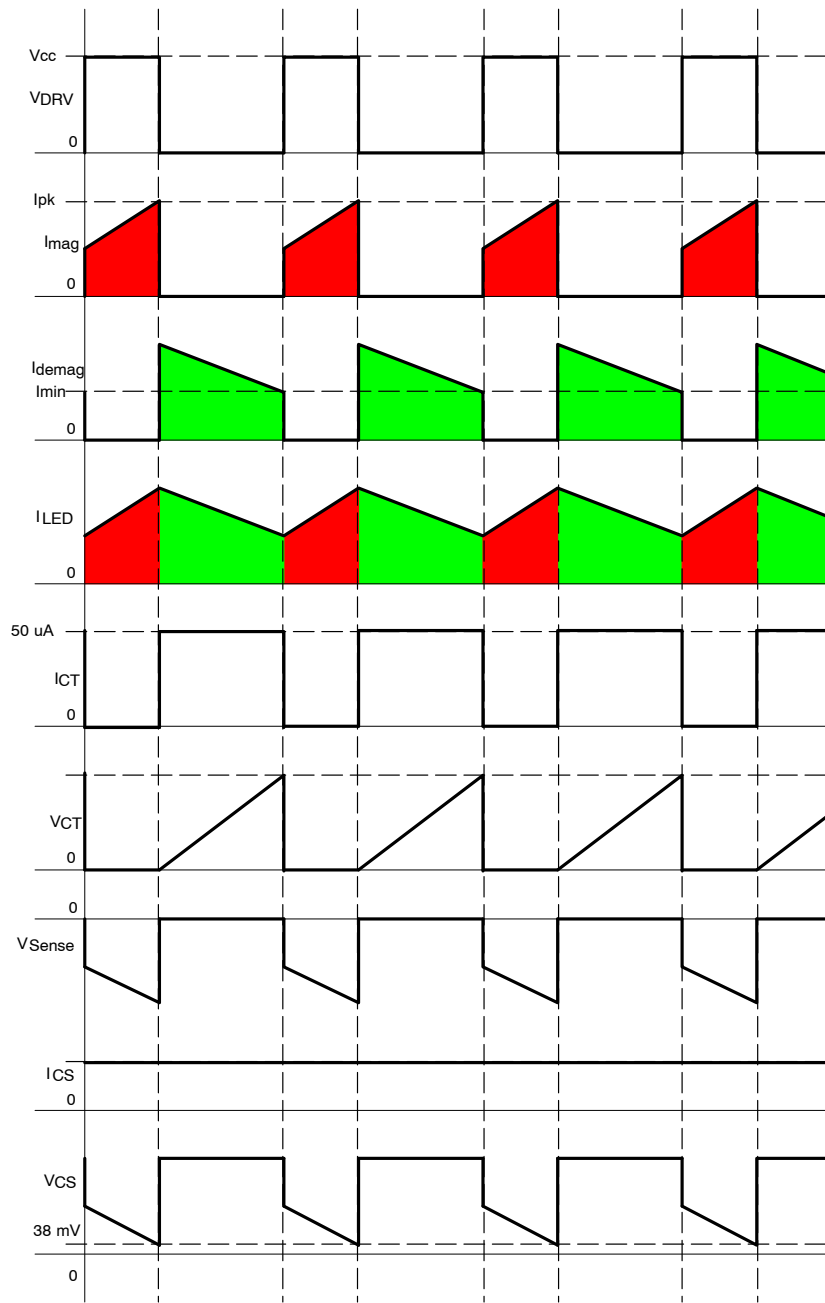 Vcc
VDRV
0
Ipk
Imag
0
Idemag
Imin
0
ILED
0
50 uA
ICT
0
VCT
0
0
VSense
ICS
0
VCS
38 mV
0